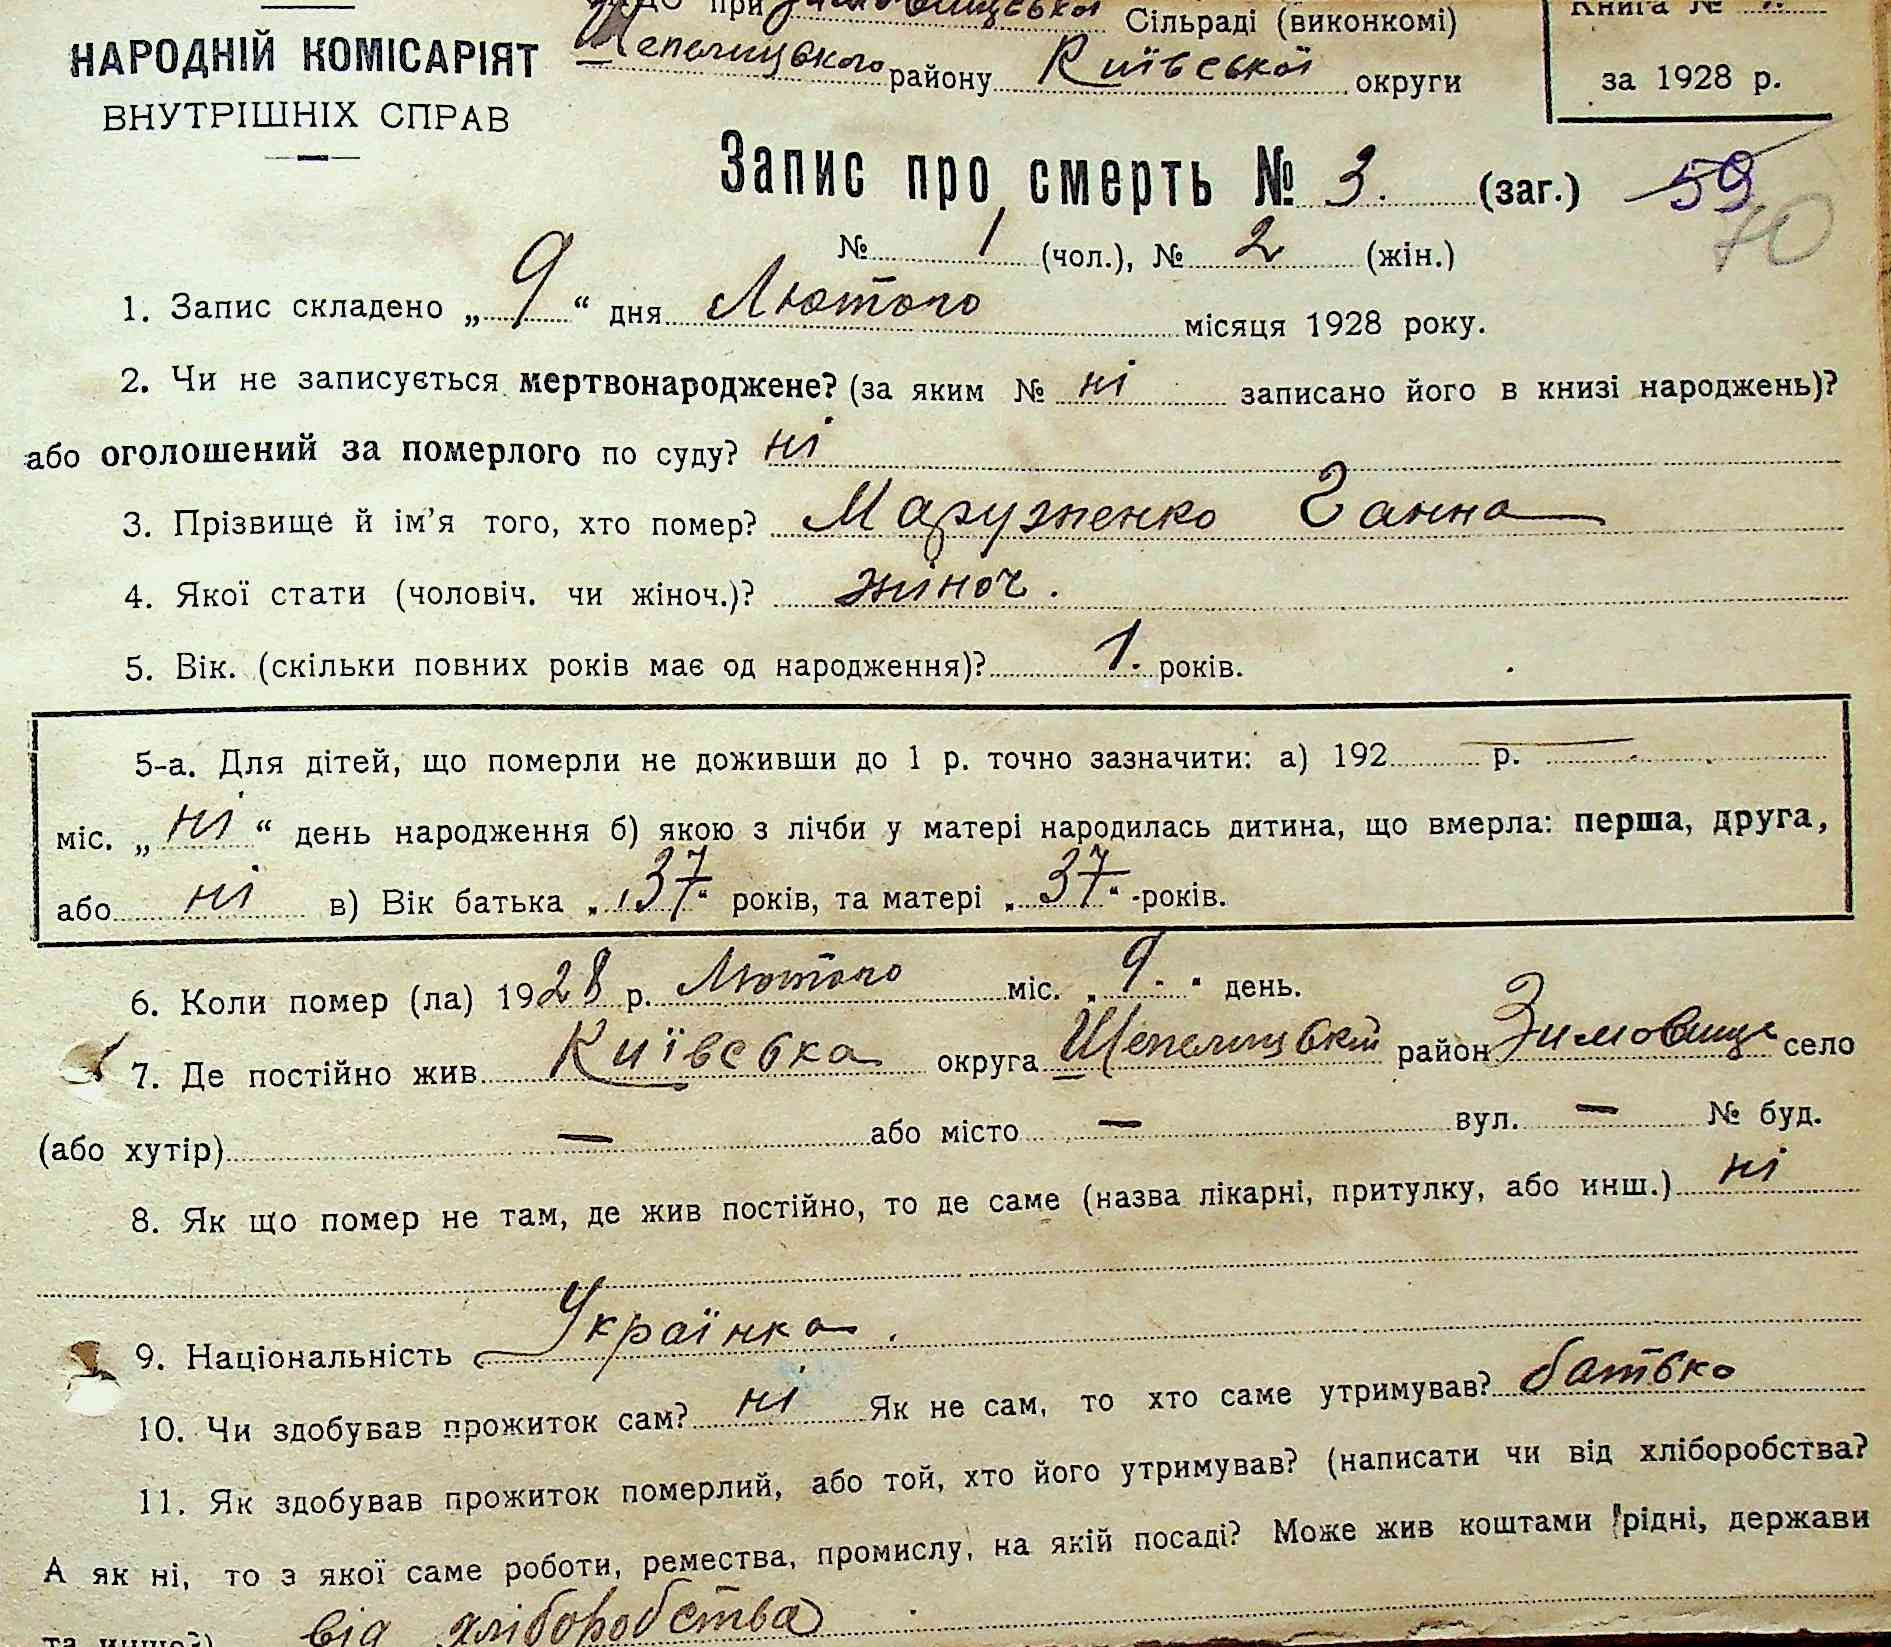 при Зимовищської Сільраді (виконкомі)
Книга №
НАРОДНІЙ КОМІСАРІЯТ
Шепелицького району Київської округи
за 1928 р.
ВНУТРІШНІХ СПРАВ
Запис про смерть № 3. (заг.) 59
70
№ 1 (чол.), № 2 (жін.)
1. Запис складено „9“ дня Лютого місяця 1928 року.
2. Чи не записується мертвонароджене? (за яким № ні записано його в книзі народжень)?
або оголошений за померлого по суду? ні
3. Прізвище й ім’я того, хто помер? Маруженко Ганна
4. Якої стати (чоловіч. чи жіноч.)? жіноч.
5. Вік. (скільки повних років має од народження)? 1. років.
5-а. Для дітей, що померли не доживши до 1 р. точно зазначити: а) 192 р. —
міс. „ні“ день народження б) якою з лічби у матері народилась дитина, що вмерла: перша, друга,
або ні в) Вік батька „37“ років, та матері „37“ років.
6. Коли помер (ла) 1928 р. Лютого міс. „9.“ день.
7. Де постійно жив Київська округа Шепелицький район Зимовище село
(або хутір) — або місто — вул. — № буд.
8. Як що помер не там, де жив постійно, то де саме (назва лікарні, притулку, або инш.) ні
9. Національність Українка.
10. Чи здобував прожиток сам? ні Як не сам, то хто саме утримував? батько
11. Як здобував прожиток померлий, або той, хто його утримував? (написати чи від хліборобства?
А як ні, то з якої саме роботи, ремества, промислу, на якій посаді? Може жив коштами рідні, держави
та инше?) від хліборобства